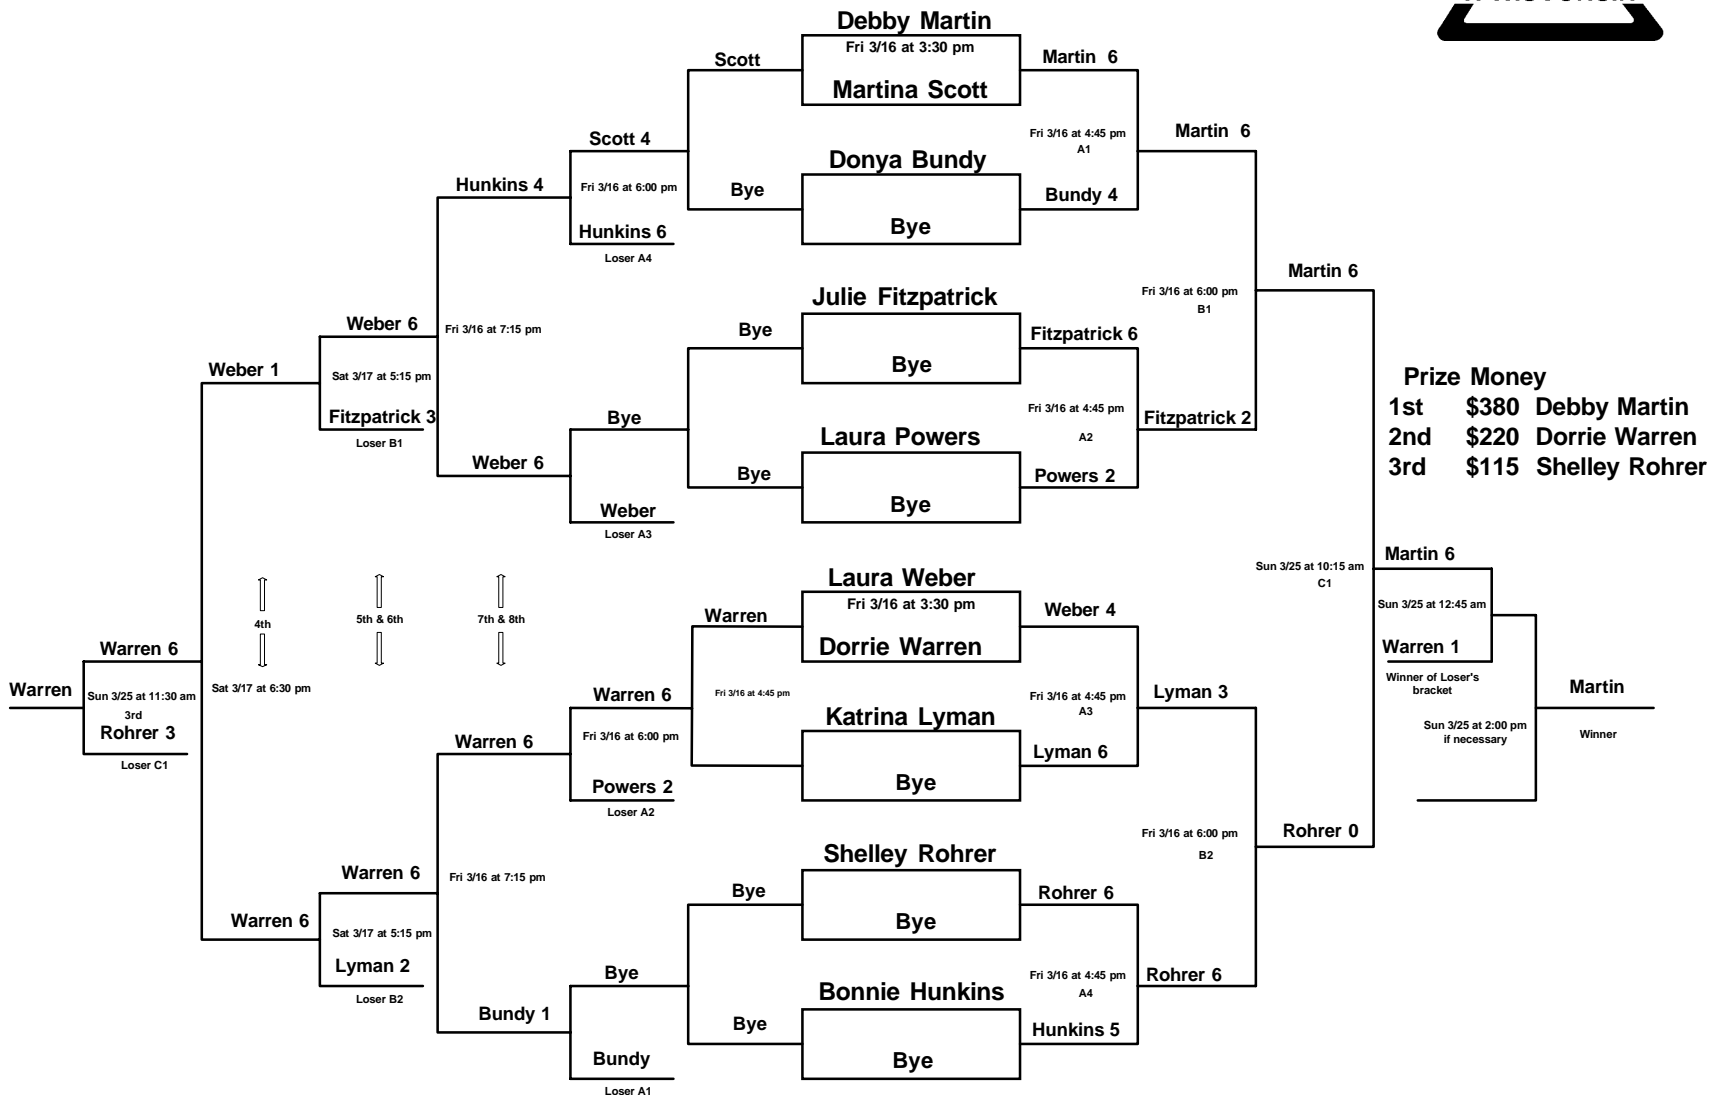 Debby Martin
Fri 3/16 at 3:30 pm
Martina Scott
Scott
Martin 6
Scott 4
Fri 3/16 at 4:45 pm
A1
Martin 6
Donya Bundy
Bye
Bye
Bundy 4
Hunkins 4
Fri 3/16 at 6:00 pm
Hunkins 6
Loser A4
Julie Fitzpatrick
Bye
Bye
Fitzpatrick 6
Fri 3/16 at 6:00 pm
B1
Martin 6
Weber 6
Fri 3/16 at 7:15 pm
Weber 1
Sat 3/17 at 5:15 pm
Fitzpatrick 3
Loser B1
Bye
Fri 3/16 at 4:45 pm
A2
Fitzpatrick 2
Laura Powers
Bye
Bye
Powers 2
Weber 6
Weber
Loser A3
Prize Money
1st $380 Debby Martin
2nd $220 Dorrie Warren
3rd $115 Shelley Rohrer
Laura Weber
Fri 3/16 at 3:30 pm
Dorrie Warren
Warren
Weber 4
Sun 3/25 at 10:15 am
C1
Martin 6
Sun 3/25 at 12:45 am
Warren 1
Winner of Loser's
bracket
4th
5th & 6th
7th & 8th
Warren 6
Warren
Sun 3/25 at 11:30 am
3rd
Rohrer 3
Loser C1
Sat 3/17 at 6:30 pm
Warren 6
Fri 3/16 at 4:45 pm
Fri 3/16 at 4:45 pm
A3
Lyman 3
Katrina Lyman
Bye
Lyman 6
Warren 6
Fri 3/16 at 6:00 pm
Powers 2
Loser A2
Martin
Winner
Sun 3/25 at 2:00 pm
if necessary
Rohrer 0
Fri 3/16 at 6:00 pm
B2
Shelley Rohrer
Bye
Bye
Rohrer 6
Warren 6
Fri 3/16 at 7:15 pm
Warren 6
Sat 3/17 at 5:15 pm
Lyman 2
Loser B2
Bye
Fri 3/16 at 4:45 pm
A4
Rohrer 6
Bonnie Hunkins
Bye
Bye
Hunkins 5
Bundy 1
Bundy
Loser A1